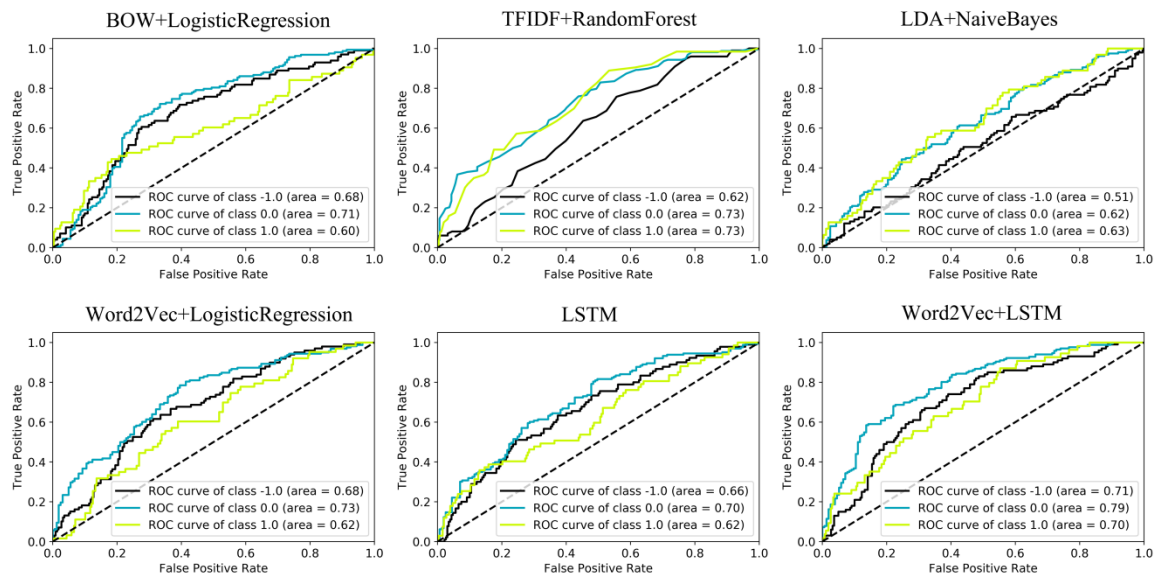 BOW+LogisticRegression
True Positive Rate
1.0
0.8
0.6
0.4
0.2
0.0
ROC curve of class -1.0 (area = 0.68)
ROC curve of class 0.0 (area = 0.71)
ROC curve of class 1.0 (area = 0.60)
0.0 0.2 0.4 0.6 0.8 1.0
False Positive Rate
TFIDF+RandomForest
True Positive Rate
1.0
0.8
0.6
0.4
0.2
0.0
ROC curve of class -1.0 (area = 0.62)
ROC curve of class 0.0 (area = 0.73)
ROC curve of class 1.0 (area = 0.73)
0.0 0.2 0.4 0.6 0.8 1.0
False Positive Rate
LDA+NaiveBayes
True Positive Rate
1.0
0.8
0.6
0.4
0.2
0.0
ROC curve of class -1.0 (area = 0.51)
ROC curve of class 0.0 (area = 0.62)
ROC curve of class 1.0 (area = 0.63)
0.0 0.2 0.4 0.6 0.8 1.0
False Positive Rate
Word2Vec+LogisticRegression
True Positive Rate
1.0
0.8
0.6
0.4
0.2
0.0
ROC curve of class -1.0 (area = 0.68)
ROC curve of class 0.0 (area = 0.73)
ROC curve of class 1.0 (area = 0.62)
0.0 0.2 0.4 0.6 0.8 1.0
False Positive Rate
LSTM
True Positive Rate
1.0
0.8
0.6
0.4
0.2
0.0
ROC curve of class -1.0 (area = 0.66)
ROC curve of class 0.0 (area = 0.70)
ROC curve of class 1.0 (area = 0.62)
0.0 0.2 0.4 0.6 0.8 1.0
False Positive Rate
Word2Vec+LSTM
True Positive Rate
1.0
0.8
0.6
0.4
0.2
0.0
ROC curve of class -1.0 (area = 0.71)
ROC curve of class 0.0 (area = 0.79)
ROC curve of class 1.0 (area = 0.70)
0.0 0.2 0.4 0.6 0.8 1.0
False Positive Rate